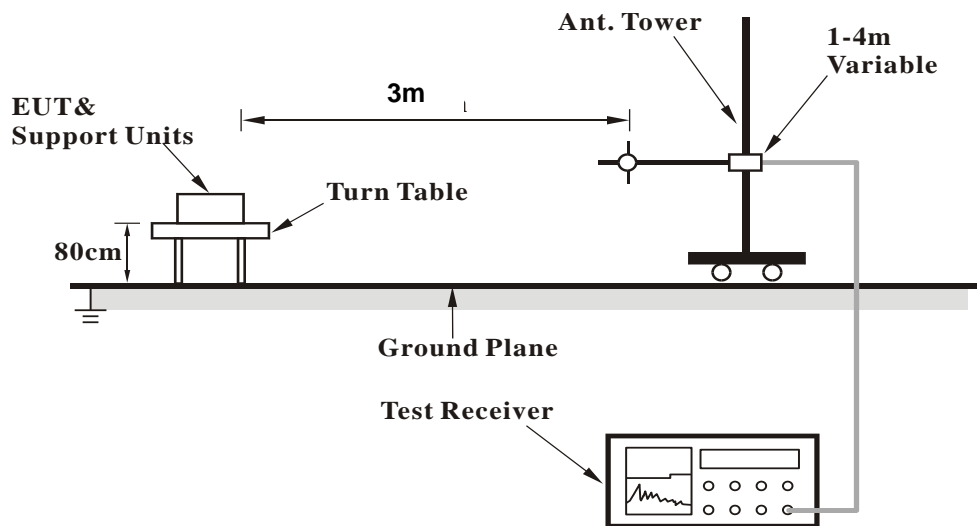 Ant. Tower
1-4m
Variable
3m
EUT&
Support Units
Turn Table
80cm
Ground Plane
Test Receiver